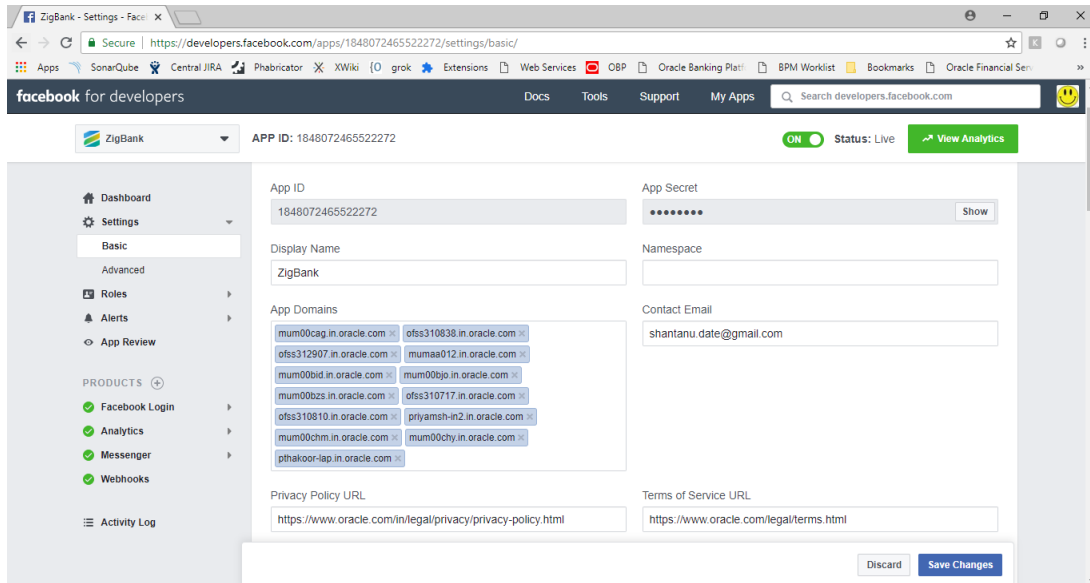 ZigBank - Settings - Face
Secure | https://developers.facebook.com/apps/1848072465522272/settings/basic/
Apps SonarQube Central JIRA Phabricator XWiki {O grok Extensions Web Services OBP Oracle Banking Platf BPM Worklist Bookmarks Oracle Financial Serv »
facebook for developers Docs Tools Support My Apps Search developers.facebook.com
ZigBank APP ID: 1848072465522272 ON Status: Live View Analytics
App ID App Secret
1848072465522272 •••••••• Show
Dashboard
Settings
Basic
Advanced
Roles
Alerts
App Review
PRODUCTS
Facebook Login
Analytics
Messenger
Webhooks
Activity Log
Display Name Namespace
ZigBank
App Domains Contact Email
shantanu.date@gmail.com
mum00cag.in.oracle.com × ofss310838.in.oracle.com ×
ofss312907.in.oracle.com × mumaa012.in.oracle.com ×
mum00bid.in.oracle.com × mum00bjo.in.oracle.com ×
mum00bzs.in.oracle.com × ofss310717.in.oracle.com ×
ofss310810.in.oracle.com × priyamsh-in2.in.oracle.com ×
mum00chm.in.oracle.com × mum00chy.in.oracle.com ×
pthakoor-lap.in.oracle.com ×
Privacy Policy URL Terms of Service URL
https://www.oracle.com/in/legal/privacy/privacy-policy.html https://www.oracle.com/legal/terms.html
Discard Save Changes